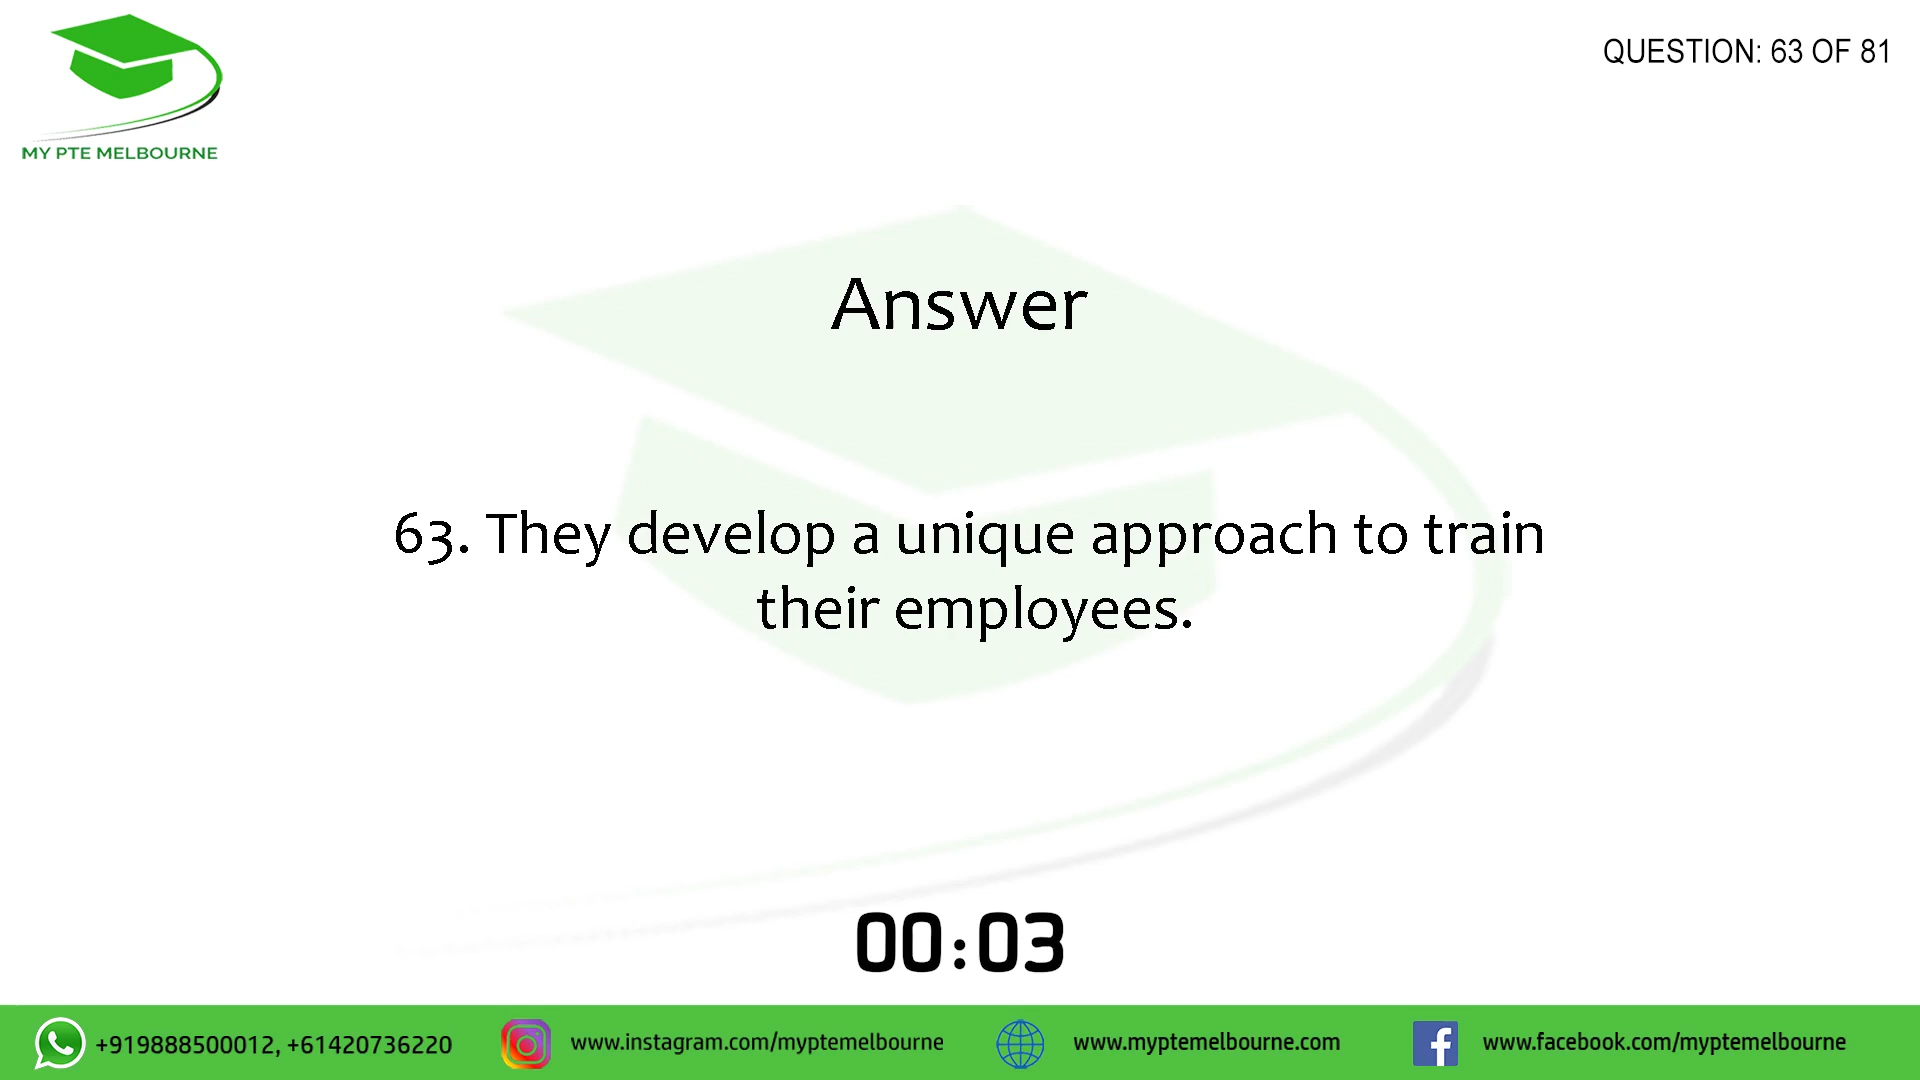 MY PTE MELBOURNE
QUESTION: 63 OF 81
Answer
63. They develop a unique approach to train
their employees.
00:03
+919888500012, +61420736220
www.instagram.com/myptemelbourne
www.myptemelbourne.com
www.facebook.com/myptemelbourne